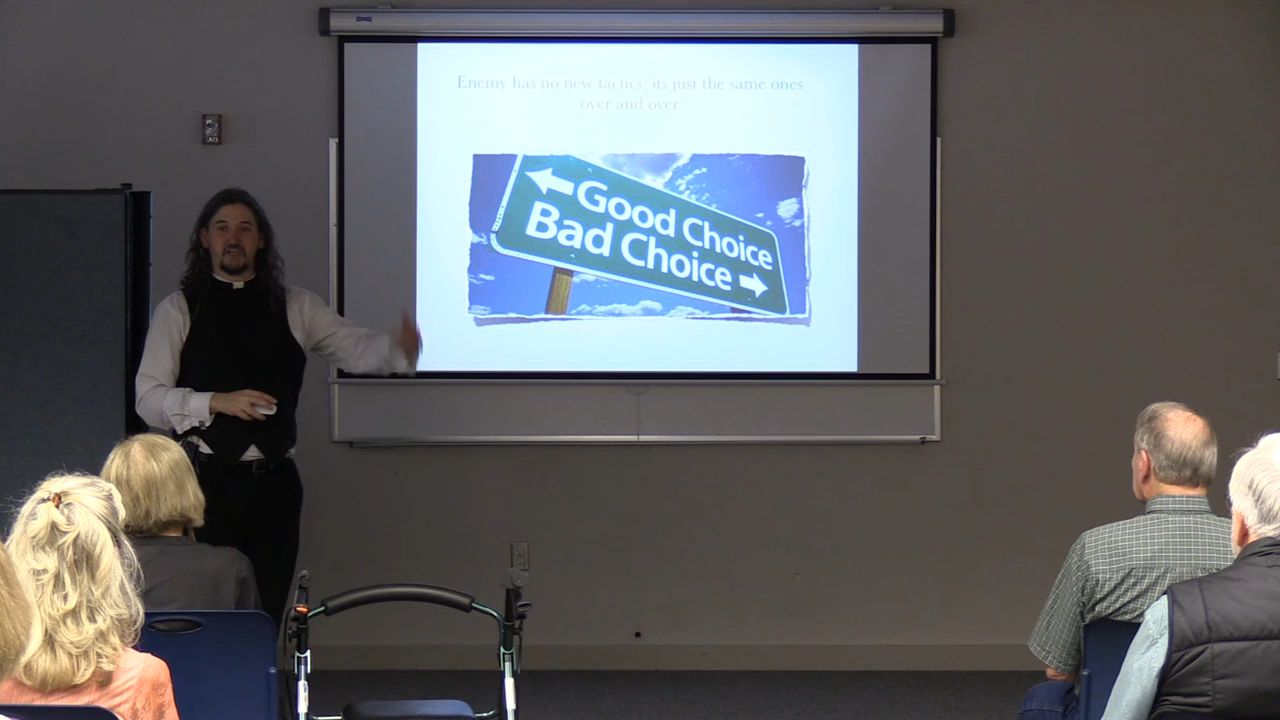 Enemy has no new tactics; its just the same ones
over and over
Good Choice
Bad Choice